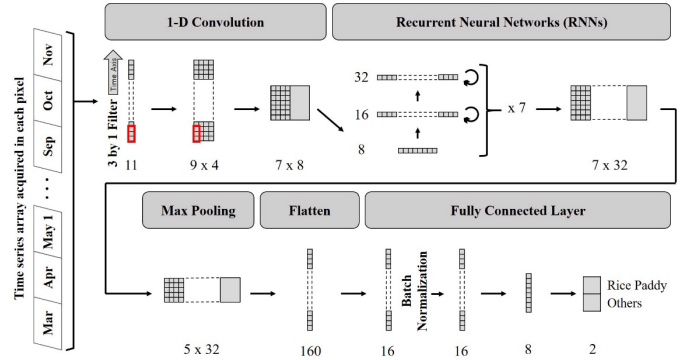 1-D Convolution
Recurrent Neural Networks (RNNs)
Time series array acquired in each pixel
Nov
Oct
Sep
...
May 1
Apr
Mar
Time Axis
3 by 1 Filter
11
9 x 4
7 x 8
32
16
8
x 7
7 x 32
Max Pooling
Flatten
Fully Connected Layer
Batch
Normalization
Rice Paddy
Others
5 x 32
160
16
16
8
2